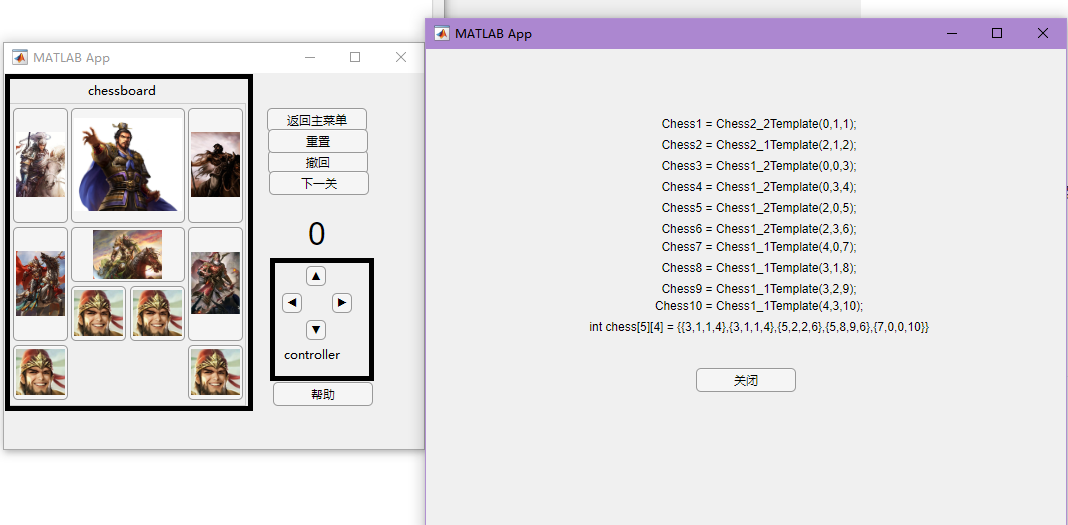 MATLAB App
chessboard
返回主菜单
重置
撤回
下一关
0
▲
◀
▶
▼
controller
帮助
MATLAB App
Chess1 = Chess2_2Template(0,1,1);
Chess2 = Chess2_1Template(2,1,2);
Chess3 = Chess1_2Template(0,0,3);
Chess4 = Chess1_2Template(0,3,4);
Chess5 = Chess1_2Template(2,0,5);
Chess6 = Chess1_2Template(2,3,6);
Chess7 = Chess1_1Template(4,0,7);
Chess8 = Chess1_1Template(3,1,8);
Chess9 = Chess1_1Template(3,2,9);
Chess10 = Chess1_1Template(4,3,10);
int chess[5][4] = {{3,1,1,4},{3,1,1,4},{5,2,2,6},{5,8,9,6},{7,0,0,10}}
关闭